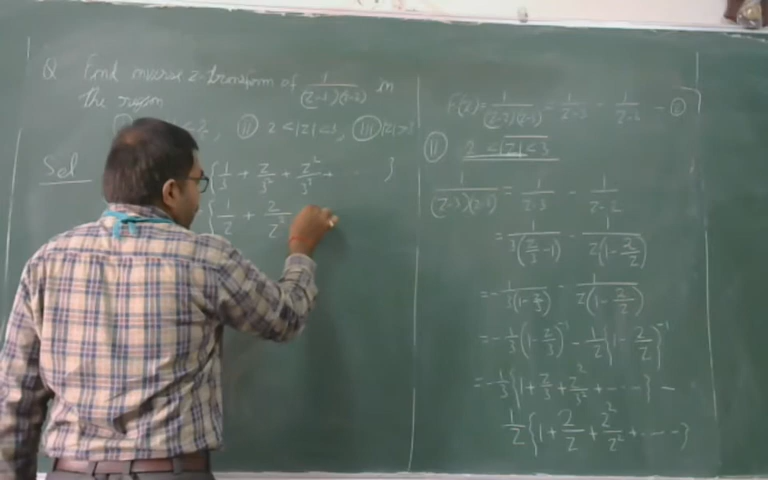 Q Find inverse z-transform of 1/((z-3)(z-2)) in
the region
<2, (ii) 2<|z|<3, (iii) |z|>3
Sol
{1/3 + z/3² + z²/3³ + ... }
{1/z + 2/z²
F(z) = 1/((z-3)(z-2)) = 1/(z-3) - 1/(z-2) - (1)
(ii) 2 < |z| < 3
1/((z-3)(z-2)) = 1/(z-3) - 1/(z-2)
= 1/(3(z/3 -1)) - 1/(z(1-2/z))
= -1/(3(1-z/3)) - 1/(z(1-2/z))
= -1/3 (1-z/3)^-1 - 1/z {1-2/z}^-1
= -1/3 {1+z/3+z²/3²+----} -
1/z {1+2/z+2²/z²+----}